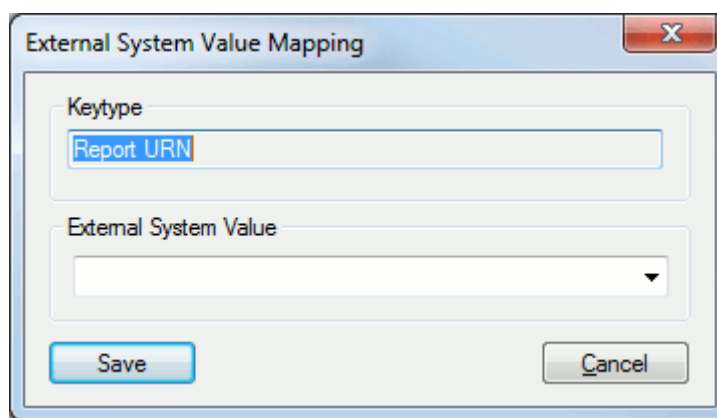 External System Value Mapping
Keytype
Report URN
External System Value
Save
Cancel